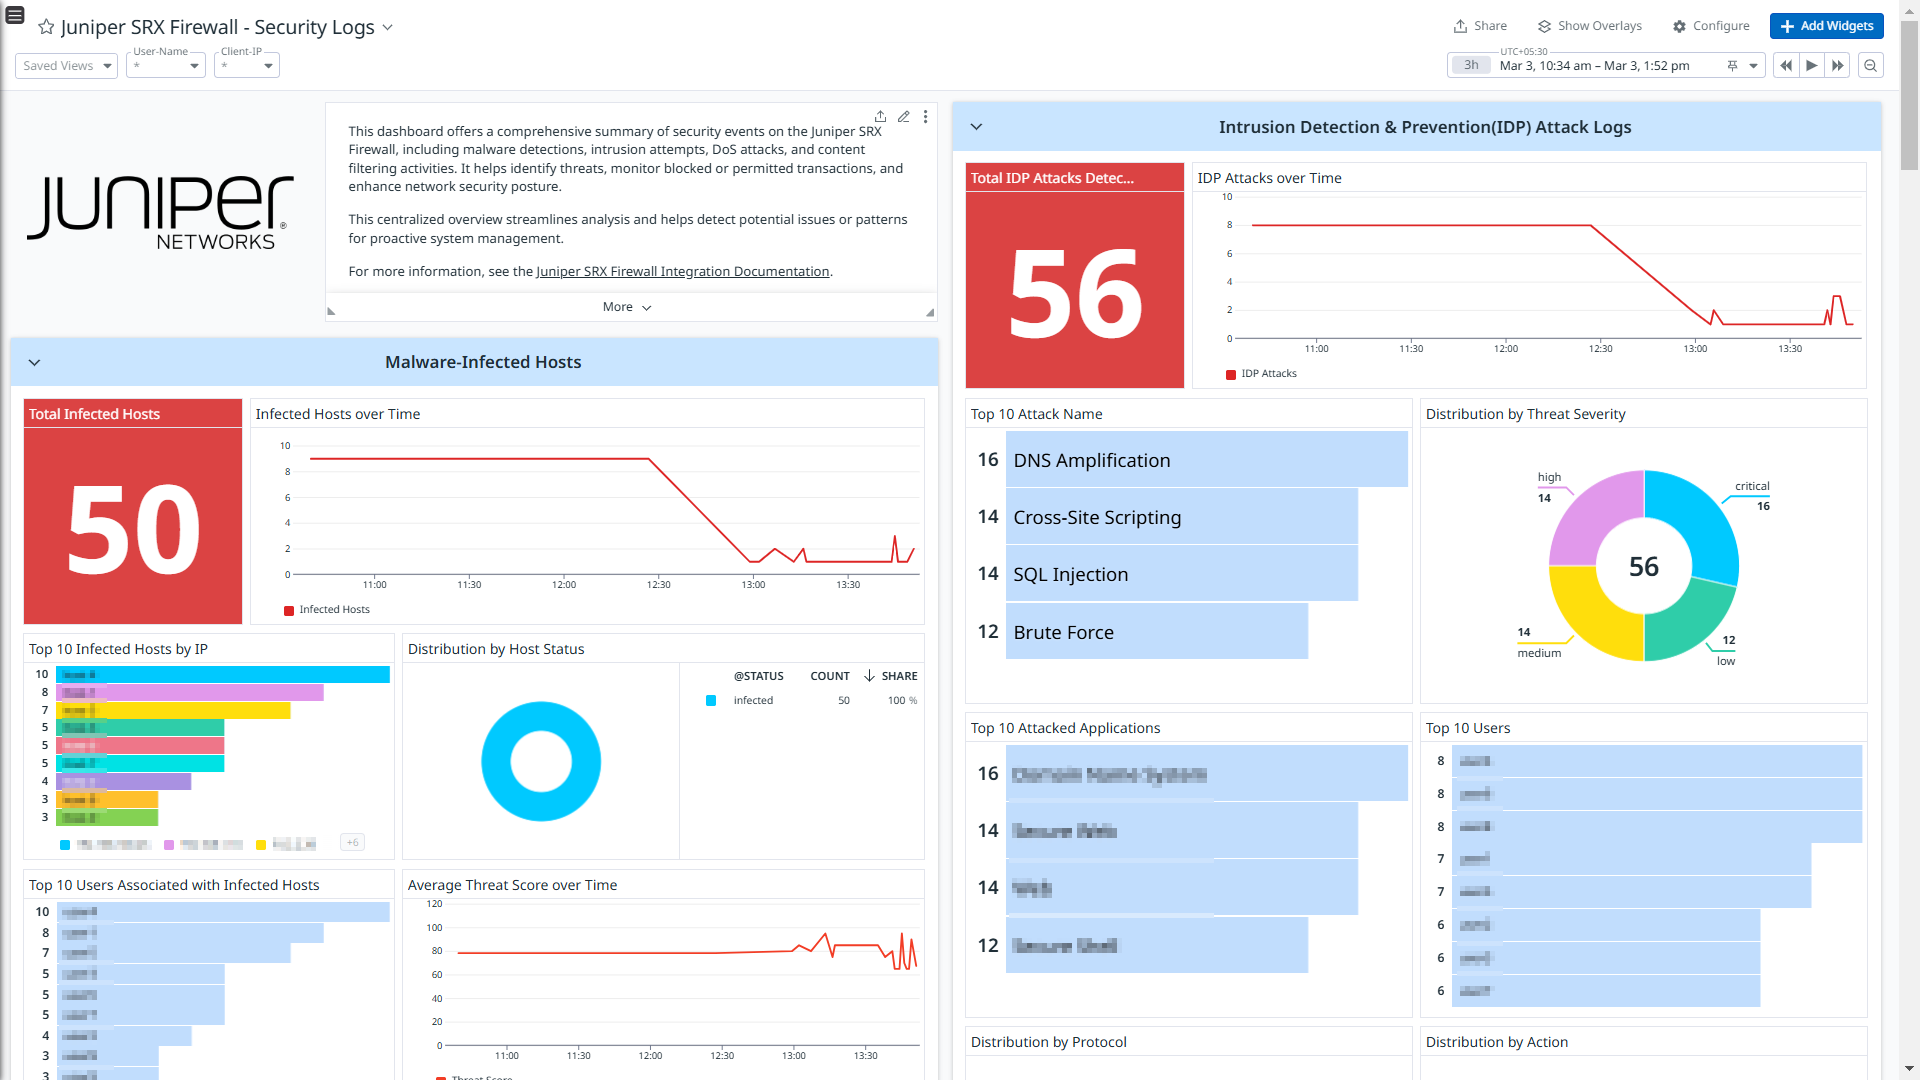 Juniper SRX Firewall - Security Logs
Share
Show Overlays
Configure
Add Widgets
Saved Views
User-Name
*
Client-IP
*
3h
UTC+05:30
Mar 3, 10:34 am – Mar 3, 1:52 pm
JUNIPER
NETWORKS
®
This dashboard offers a comprehensive summary of security events on the Juniper SRX
Firewall, including malware detections, intrusion attempts, DoS attacks, and content
filtering activities. It helps identify threats, monitor blocked or permitted transactions, and
enhance network security posture.
This centralized overview streamlines analysis and helps detect potential issues or patterns
for proactive system management.
For more information, see the Juniper SRX Firewall Integration Documentation.
More
Malware-Infected Hosts
Total Infected Hosts
50
Infected Hosts over Time
10
8
6
4
2
0
11:00 11:30 12:00 12:30 13:00 13:30
Infected Hosts
Top 10 Infected Hosts by IP
10
8
7
5
5
5
4
3
3
+6
Distribution by Host Status
@STATUS COUNT SHARE
infected 50 100 %
Top 10 Users Associated with Infected Hosts
10
8
7
5
5
5
4
3
3
Average Threat Score over Time
120
100
80
60
40
20
0
11:00 11:30 12:00 12:30 13:00 13:30
Threat Score
Intrusion Detection & Prevention(IDP) Attack Logs
Total IDP Attacks Detec...
56
IDP Attacks over Time
10
8
6
4
2
0
11:00 11:30 12:00 12:30 13:00 13:30
IDP Attacks
Top 10 Attack Name
16 DNS Amplification
14 Cross-Site Scripting
14 SQL Injection
12 Brute Force
Distribution by Threat Severity
high
14
critical
16
56
14
medium
12
low
Top 10 Attacked Applications
16
14
14
12
Top 10 Users
8
8
8
7
7
6
6
6
Distribution by Protocol
Distribution by Action